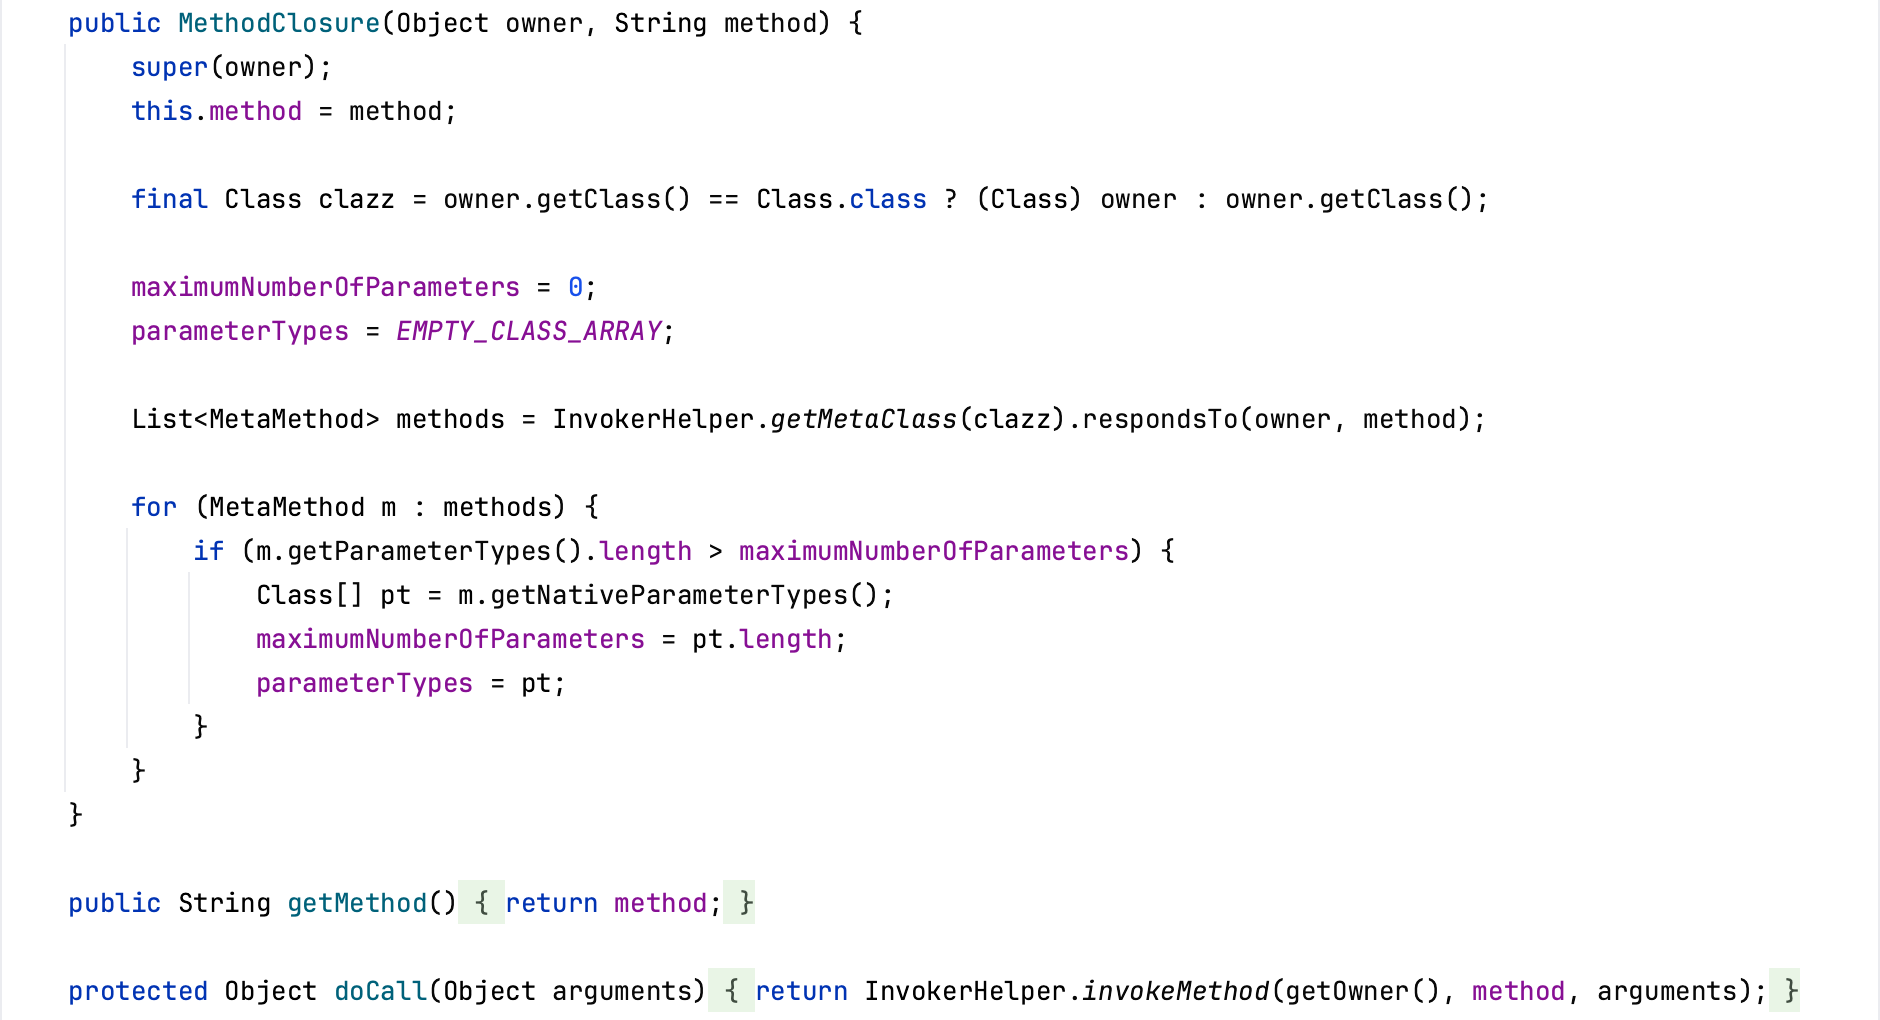 public MethodClosure(Object owner, String method) {
    super(owner);
    this.method = method;

    final Class clazz = owner.getClass() == Class.class ? (Class) owner : owner.getClass();

    maximumNumberOfParameters = 0;
    parameterTypes = EMPTY_CLASS_ARRAY;

    List<MetaMethod> methods = InvokerHelper.getMetaClass(clazz).respondsTo(owner, method);

    for (MetaMethod m : methods) {
        if (m.getParameterTypes().length > maximumNumberOfParameters) {
            Class[] pt = m.getNativeParameterTypes();
            maximumNumberOfParameters = pt.length;
            parameterTypes = pt;
        }
    }
}

public String getMethod() { return method; }

protected Object doCall(Object arguments) { return InvokerHelper.invokeMethod(getOwner(), method, arguments); }